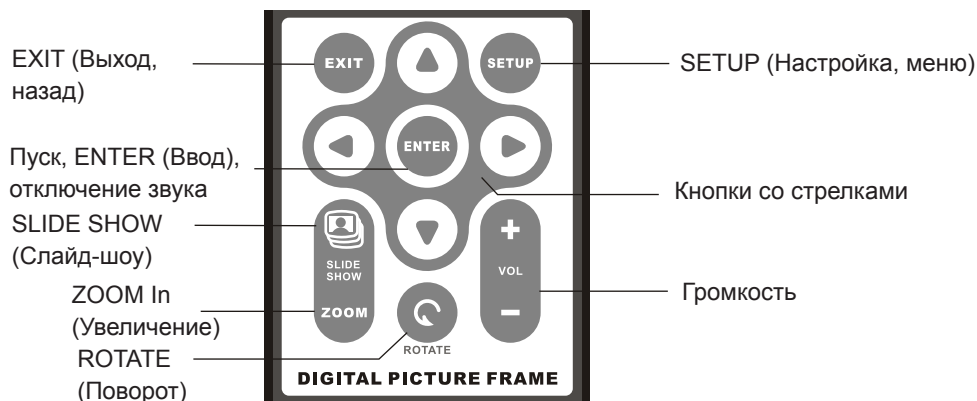 EXIT (Выход,
назад)
Пуск, ENTER (Ввод),
отключение звука
SLIDE SHOW
(Слайд-шоу)
ZOOM In
(Увеличение)
ROTATE
(Поворот)
EXIT
SETUP
ENTER
SLIDE
SHOW
ZOOM
+
VOL
−
ROTATE
DIGITAL PICTURE FRAME
SETUP (Настройка, меню)
Кнопки со стрелками
Громкость